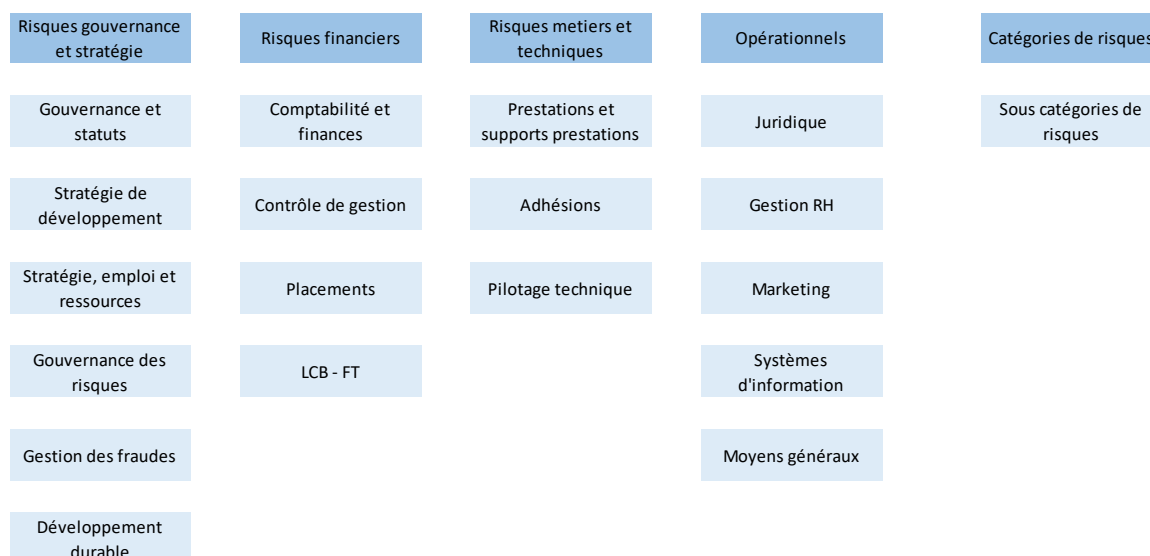 Risques gouvernance
et stratégie
Risques financiers
Risques metiers et
techniques
Opérationnels
Catégories de risques
Gouvernance et
statuts
Comptabilité et
finances
Prestations et
supports prestations
Juridique
Sous catégories de
risques
Stratégie de
développement
Contrôle de gestion
Adhésions
Gestion RH
Stratégie, emploi et
ressources
Placements
Pilotage technique
Marketing
Gouvernance des
risques
LCB - FT
Systèmes
d'information
Gestion des fraudes
Moyens généraux
Développement
durable